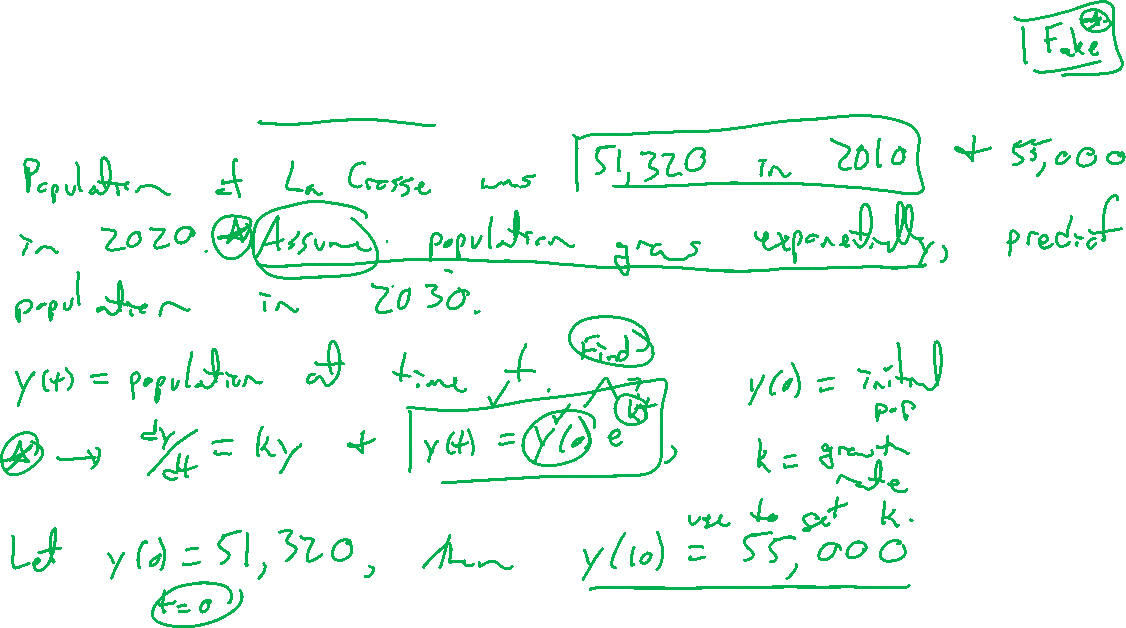 Fake
Population at La Crosse was 51,320 in 2010 + 55,000
in 2020. Assume population grows exponentially, predict
population in 2030.
Find
y(t) = population at time t. y(0) = initial
pop
→ dy/dt = ky + y(t) = y(0) e^kt, k = growth
rate
use to get k.
Let y(0) = 51,320, then y(10) = 55,000
t=0